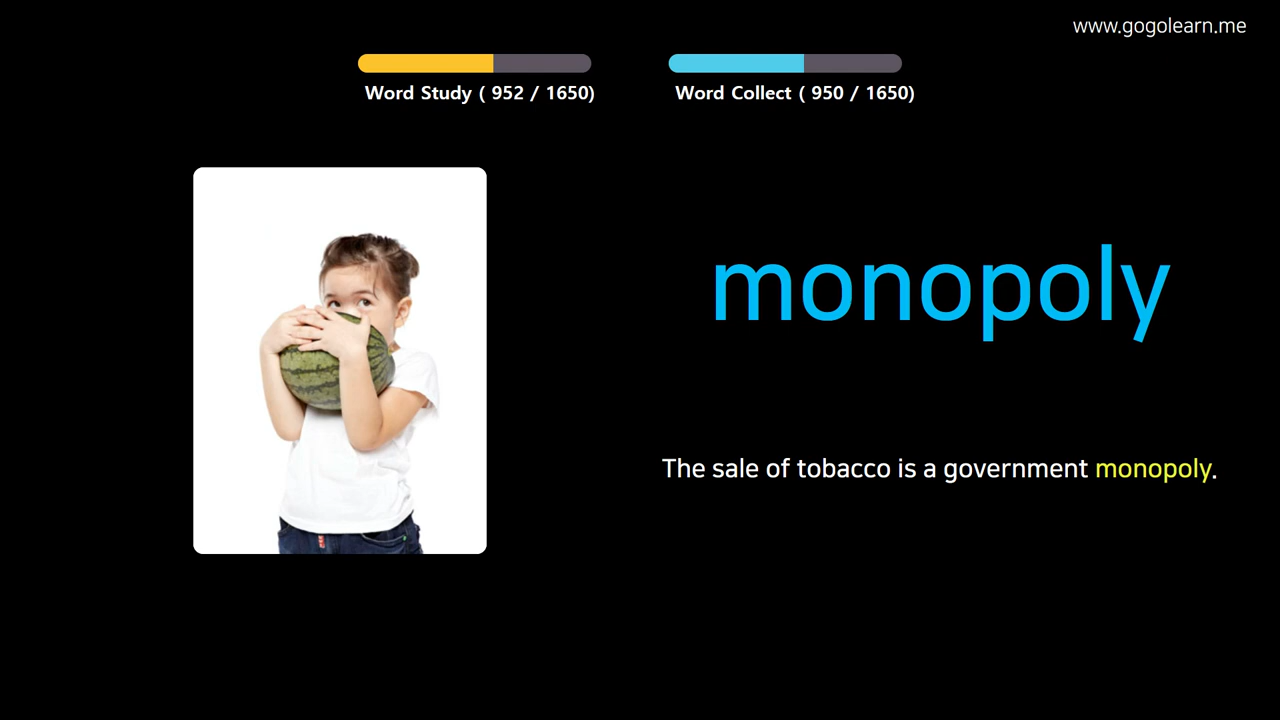 www.gogolearn.me
Word Study ( 952 / 1650)
Word Collect ( 950 / 1650)
monopoly
The sale of tobacco is a government monopoly.